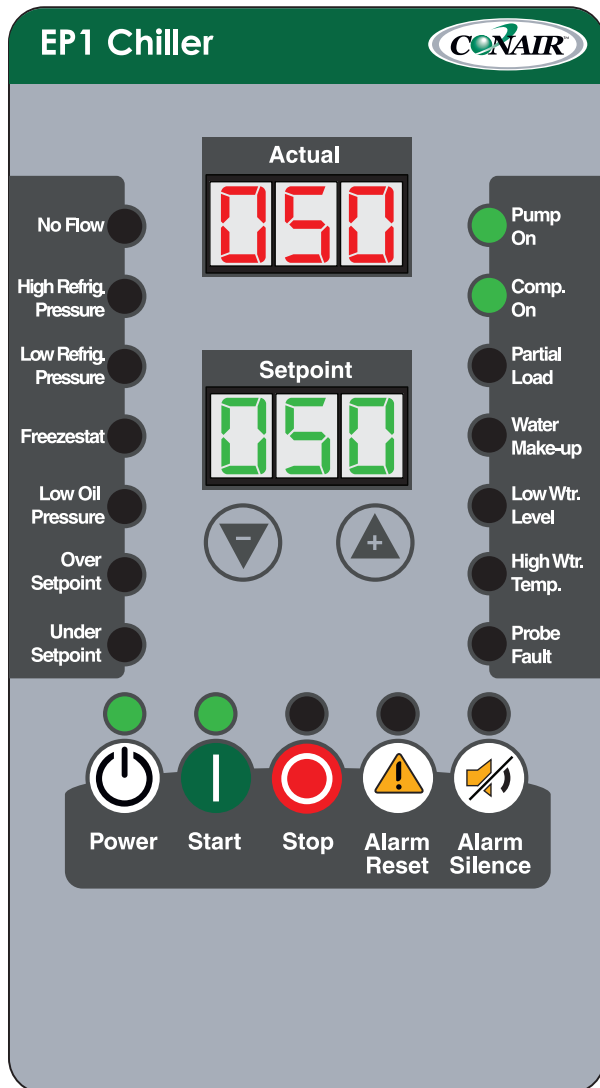 EP1 Chiller
CONAIR™
Actual
050
No Flow
High Refrig.
Pressure
Low Refrig.
Pressure
Freezestat
Low Oil
Pressure
Over
Setpoint
Under
Setpoint
Setpoint
050
−
+
Pump
On
Comp.
On
Partial
Load
Water
Make-up
Low Wtr.
Level
High Wtr.
Temp.
Probe
Fault
Power
Start
Stop
Alarm
Reset
Alarm
Silence